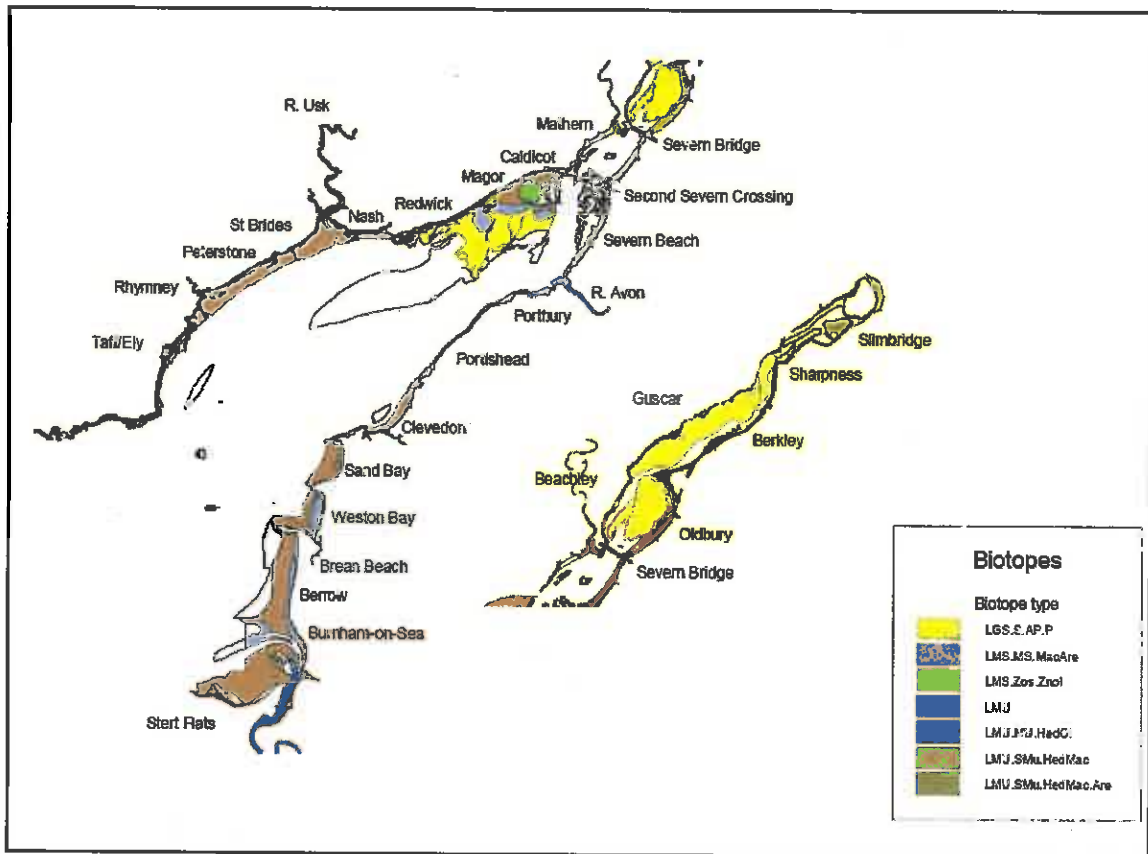 R. Usk
Mathern
Severn Bridge
Caldicot
Magor
Second Severn Crossing
Redwick
Nash
St Brides
Severn Beach
Peterstone
Rhymney
R. Avon
Portbury
Slimbridge
Taff/Ely
Portishead
Sharpness
Guscar
Clevedon
Berkley
Sand Bay
Beachley
Weston Bay
Oldbury
Brean Beach
Severn Bridge
Berrow
Burnham-on-Sea
Stert Flats
Biotopes
Biotope type
LGS.S.AP.P
LMS.MS.MacAre
LMS.Zos.Znol
LMU
LMU.SMu.HedMac
LMU.SMu.HedMac.Are